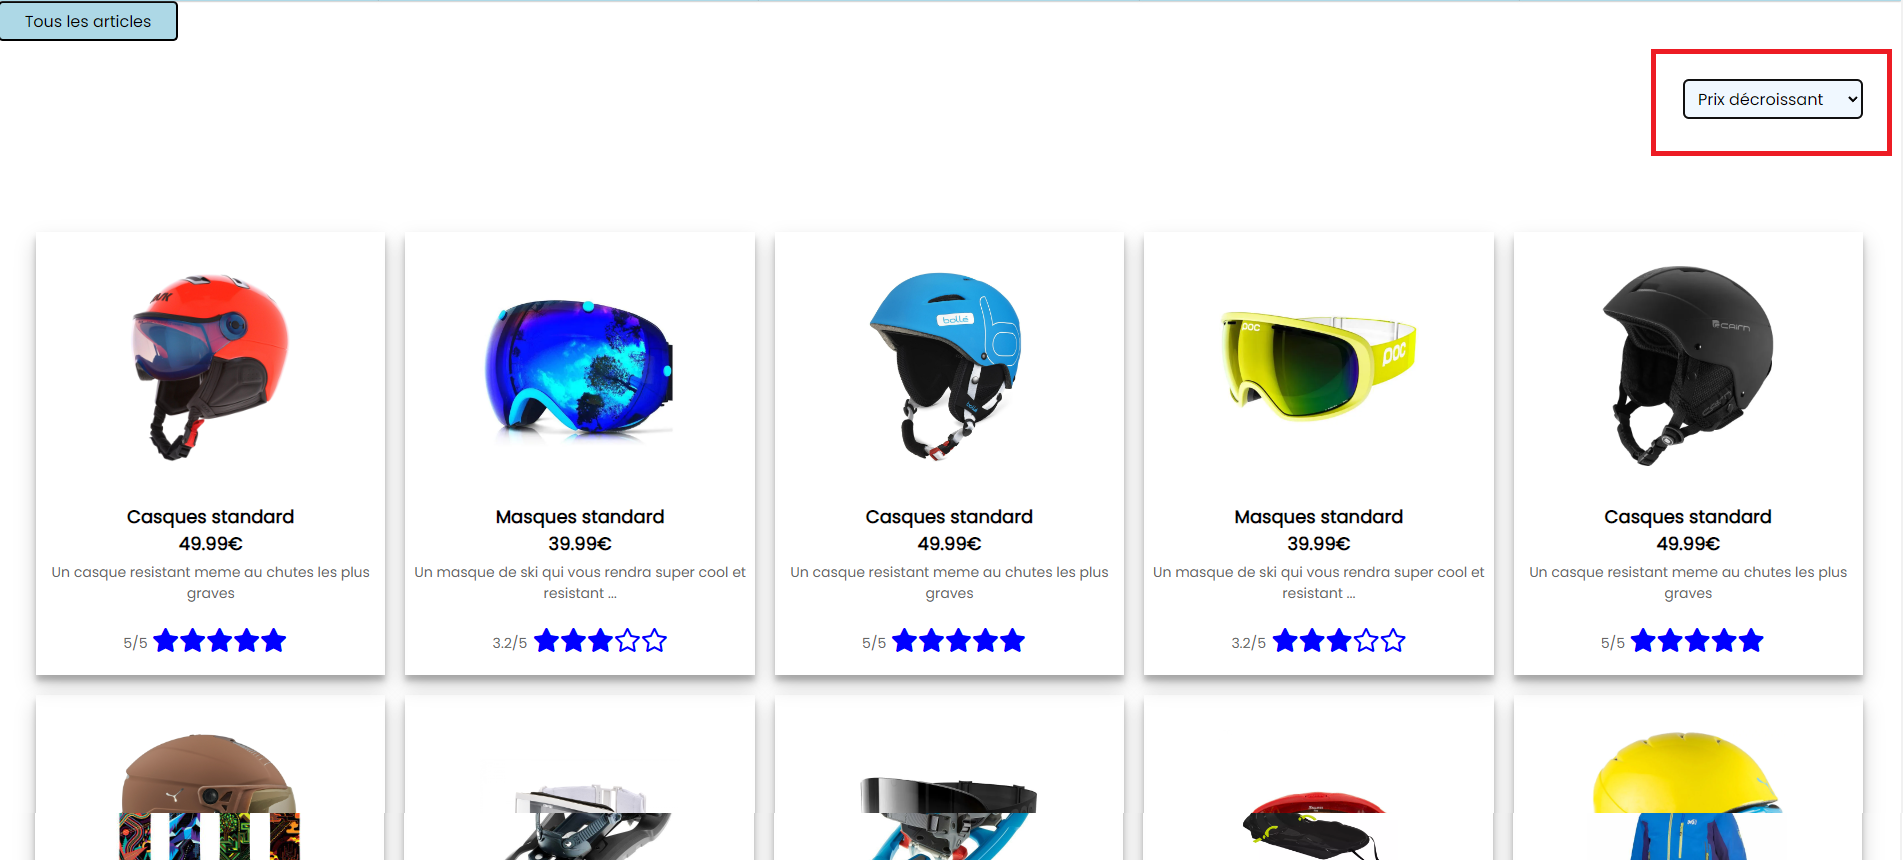 Tous les articles
Prix décroissant
bollé
POC
POC
CAIRN
Casques standard
49.99€
Un casque resistant meme au chutes les plus
graves
5/5
Masques standard
39.99€
Un masque de ski qui vous rendra super cool et
resistant ...
3.2/5
Casques standard
49.99€
Un casque resistant meme au chutes les plus
graves
5/5
Masques standard
39.99€
Un masque de ski qui vous rendra super cool et
resistant ...
3.2/5
Casques standard
49.99€
Un casque resistant meme au chutes les plus
graves
5/5